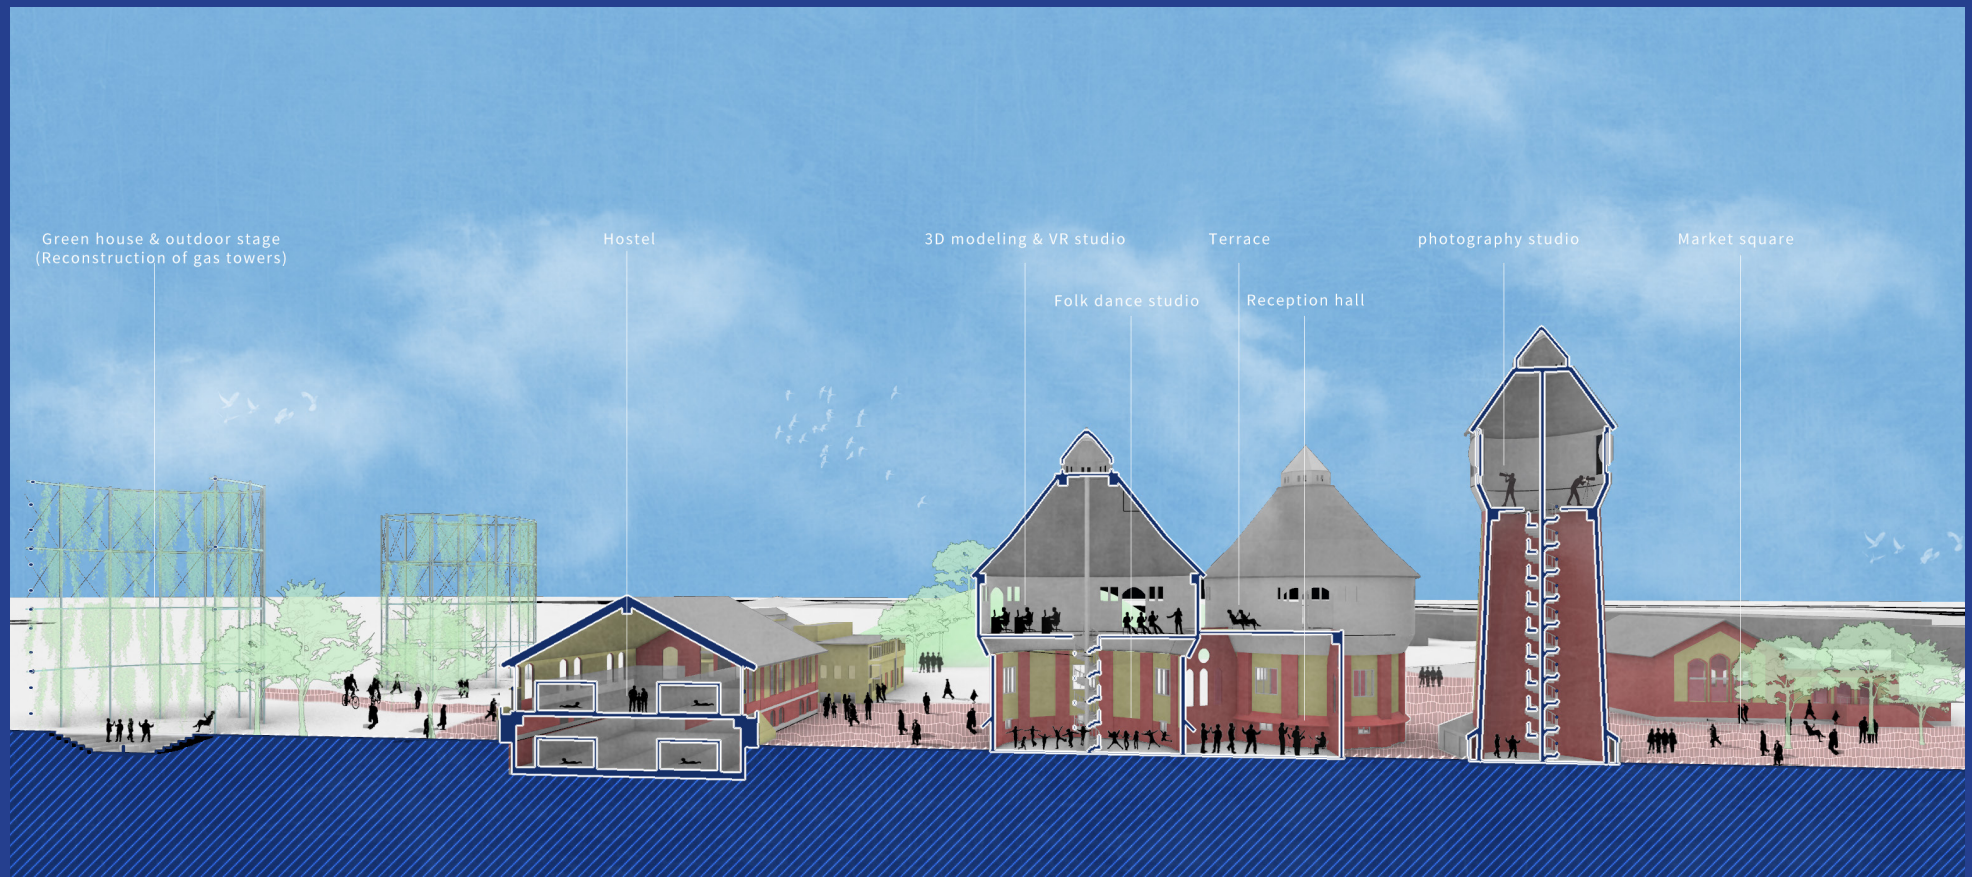 Green house & outdoor stage
(Reconstruction of gas towers)
Hostel
3D modeling & VR studio
Terrace
photography studio
Market square
Folk dance studio
Reception hall